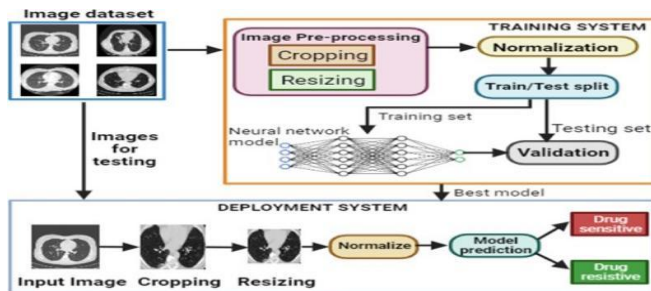 Image dataset
TRAINING SYSTEM
Image Pre-processing
Cropping
Resizing
Normalization
Train/Test split
Training set
Testing set
Neural network
model
Validation
Images
for
testing
Best model
DEPLOYMENT SYSTEM
Input Image
Cropping
Resizing
Normalize
Model
prediction
Drug
sensitive
Drug
resistive